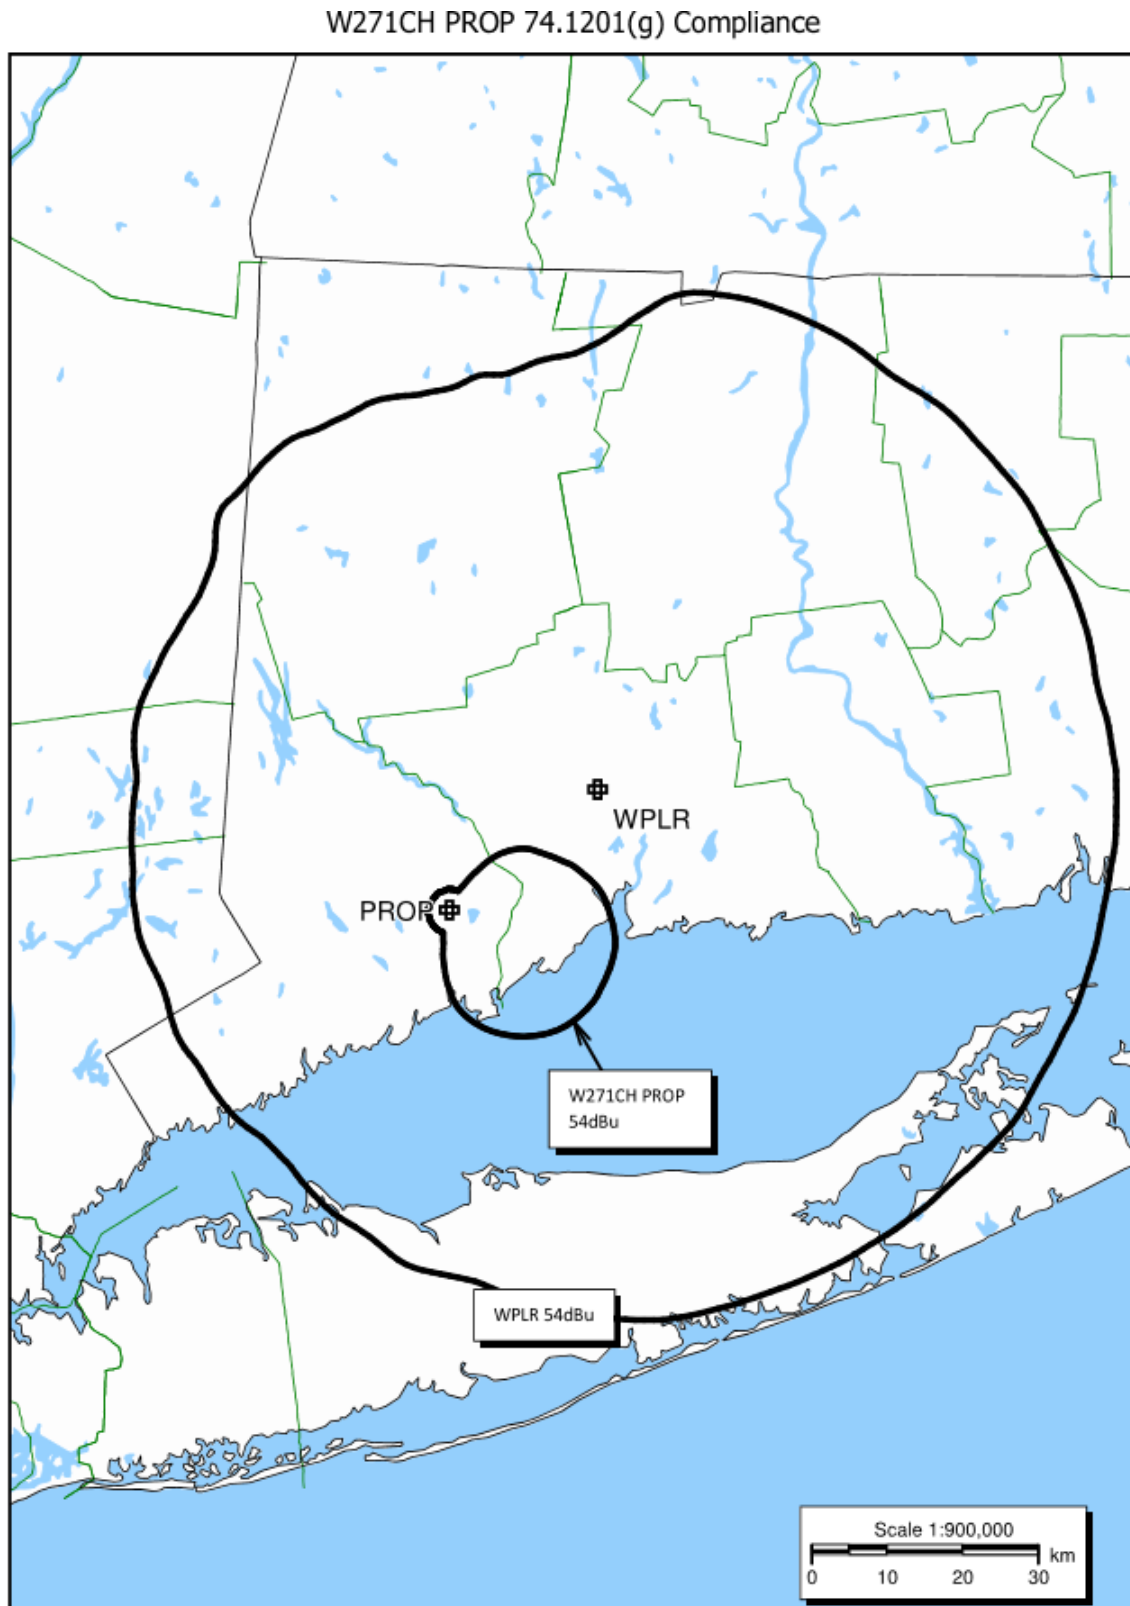 W271CH PROP 74.1201(g) Compliance
WPLR
PROP
W271CH PROP
54dBu
WPLR 54dBu
Scale 1:900,000
km
0 10 20 30